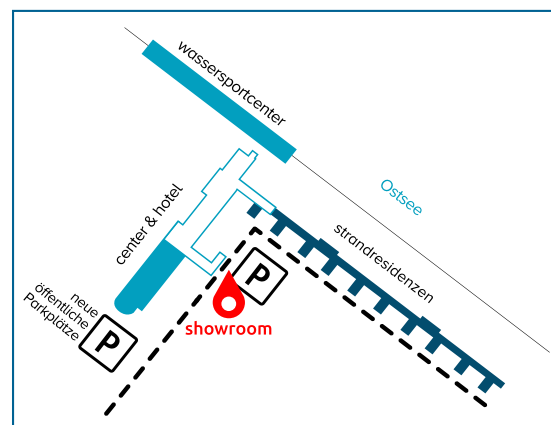 wassersportcenter
Ostsee
center & hotel
strandresidenzen
neue
öffentliche
Parkplätze
P
P
showroom